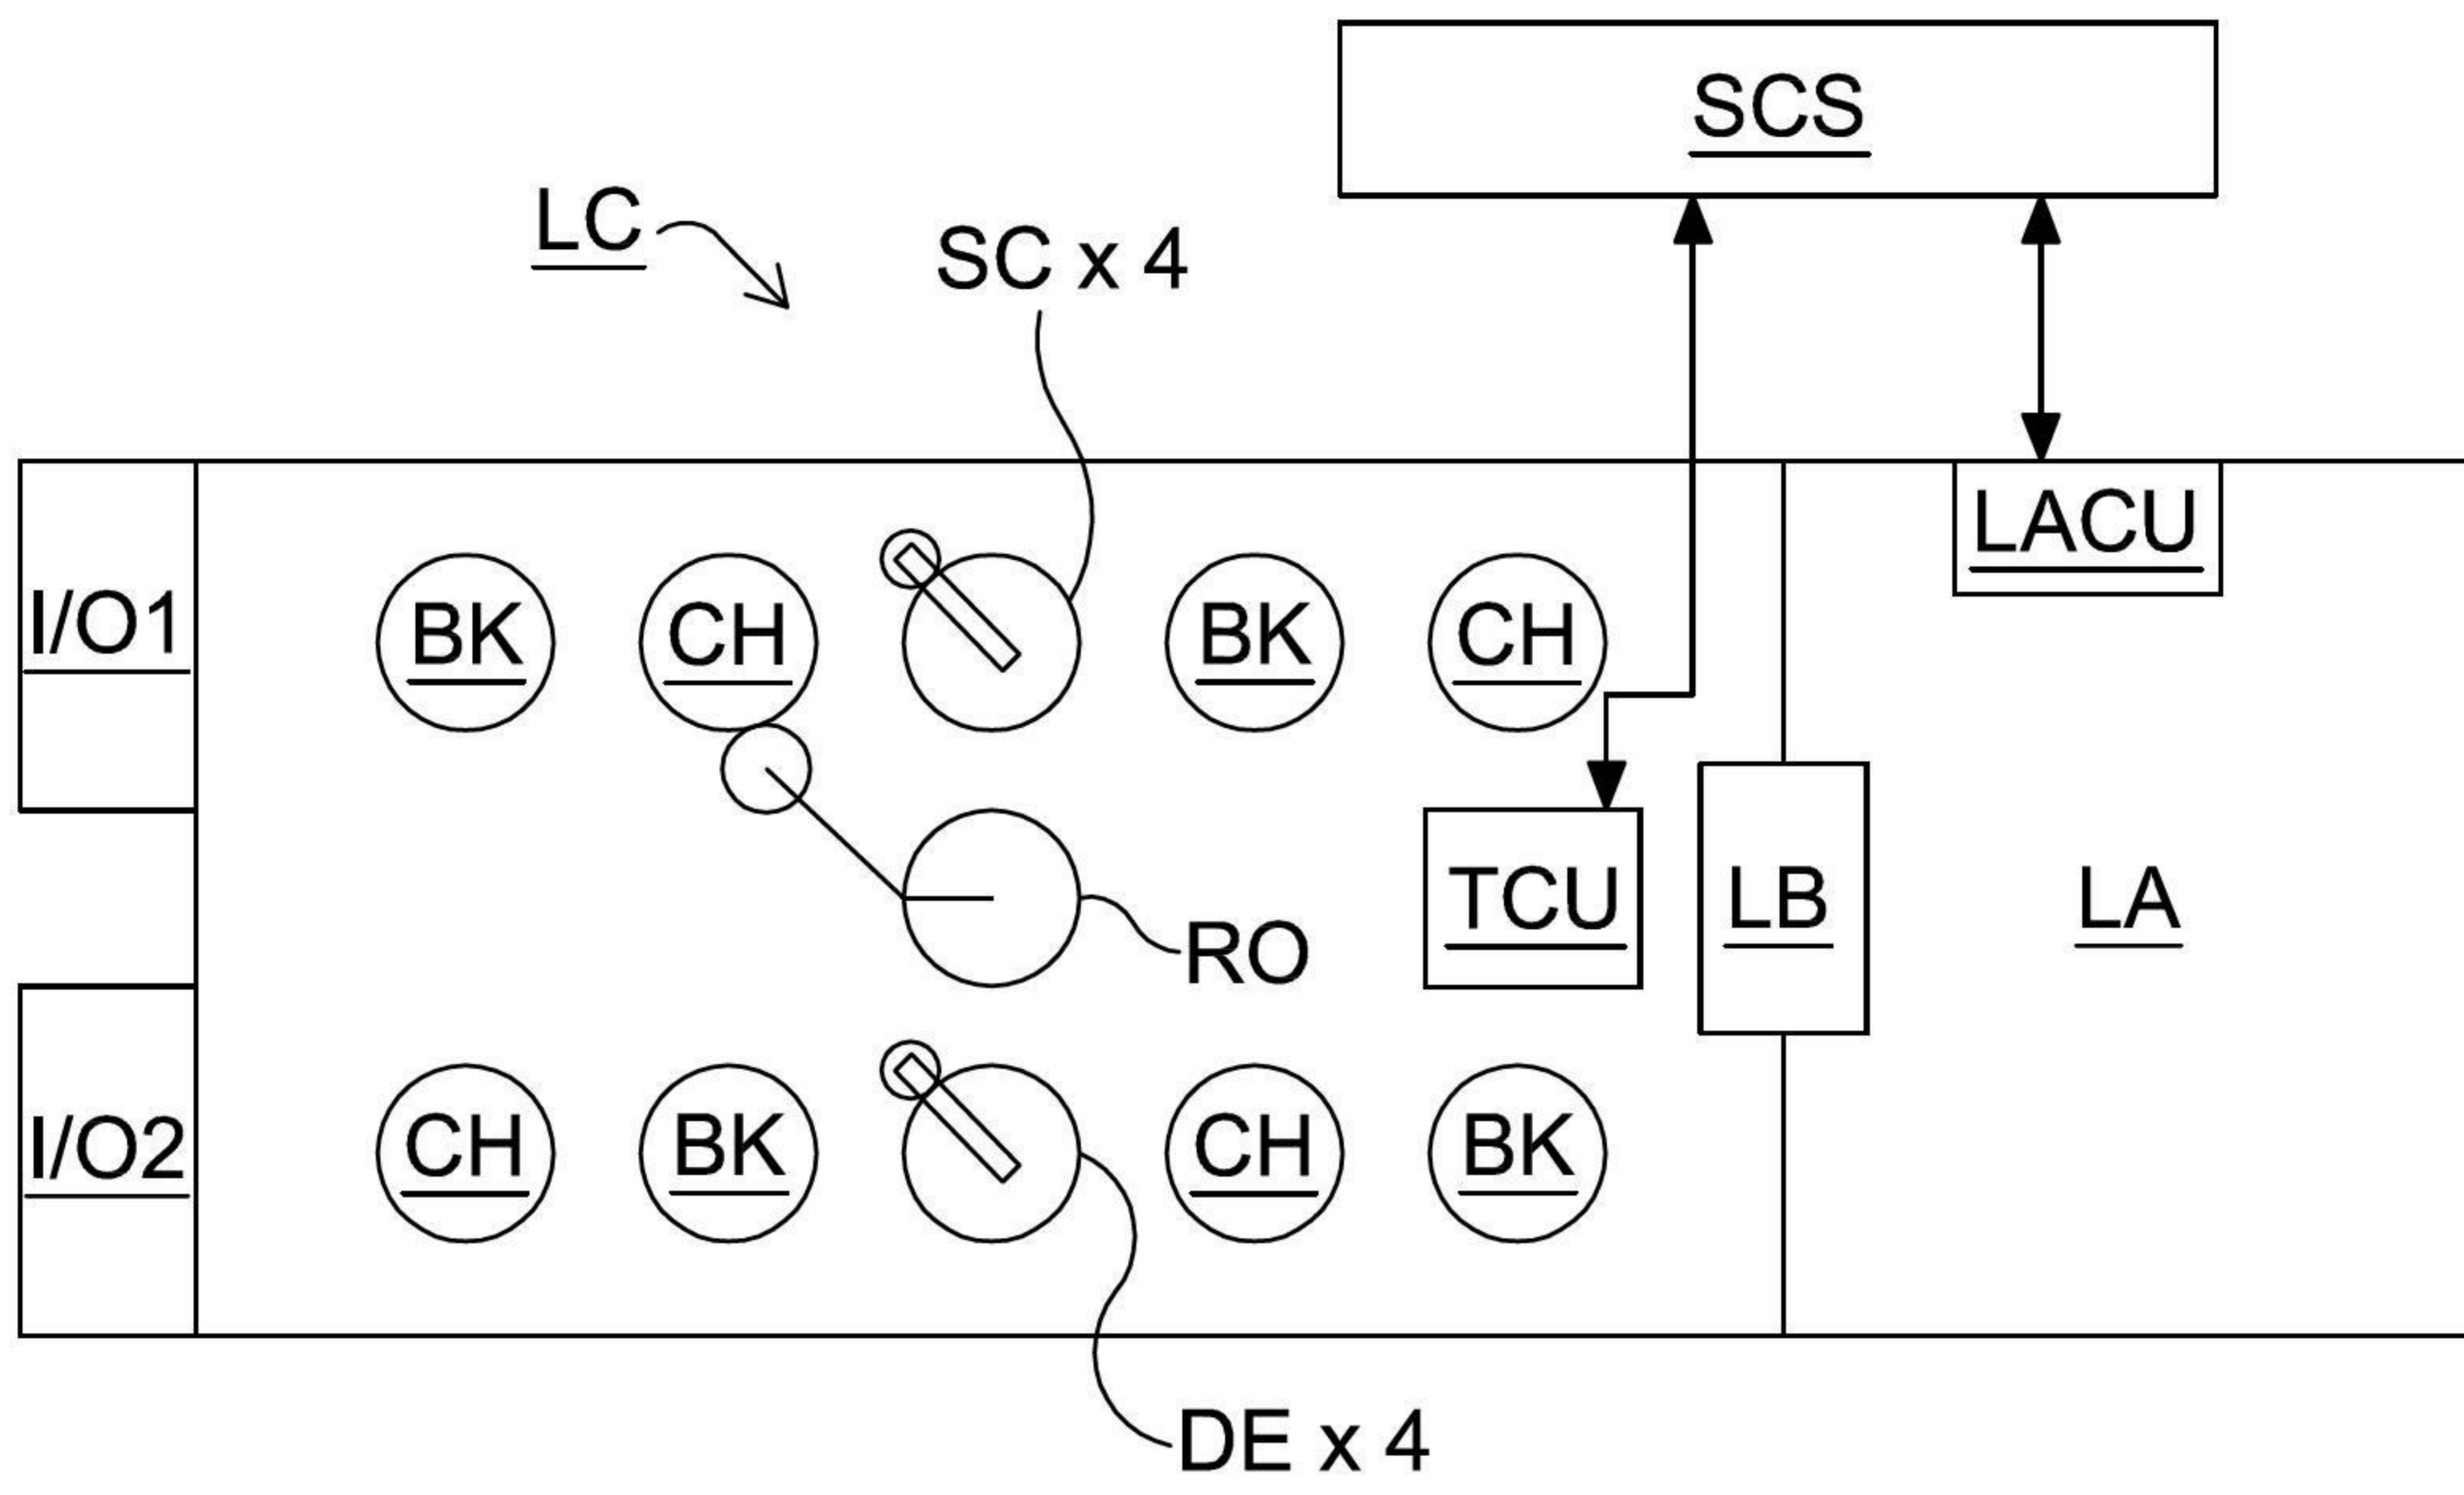 SCS
LC
SC x 4
LACU
I/O1
BK
CH
BK
CH
TCU
LB
LA
RO
I/O2
CH
BK
CH
BK
DE x 4